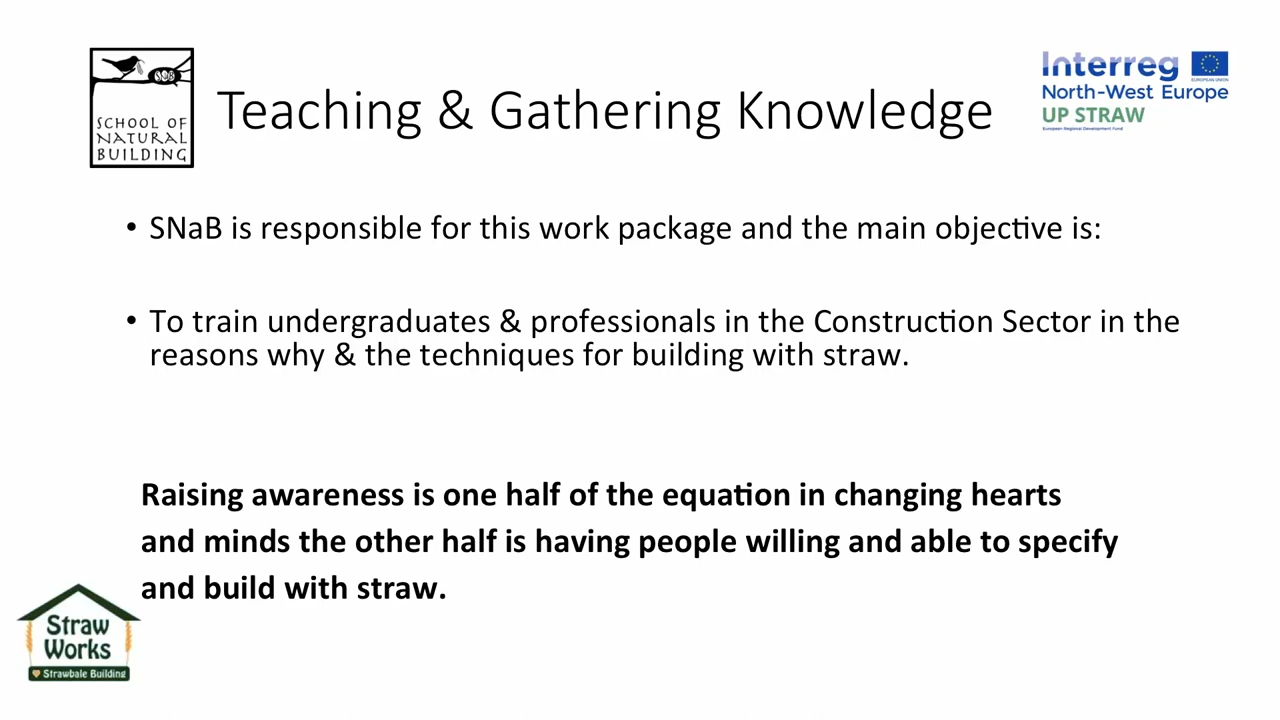 SNB
SCHOOL OF
NATURAL
BUILDING
Teaching & Gathering Knowledge
Interreg
EUROPEAN UNION
North-West Europe
UP STRAW
European Regional Development Fund
• SNaB is responsible for this work package and the main objective is:
• To train undergraduates & professionals in the Construction Sector in the
reasons why & the techniques for building with straw.
Raising awareness is one half of the equation in changing hearts
and minds the other half is having people willing and able to specify
and build with straw.
Straw
Works
Strawbale Building